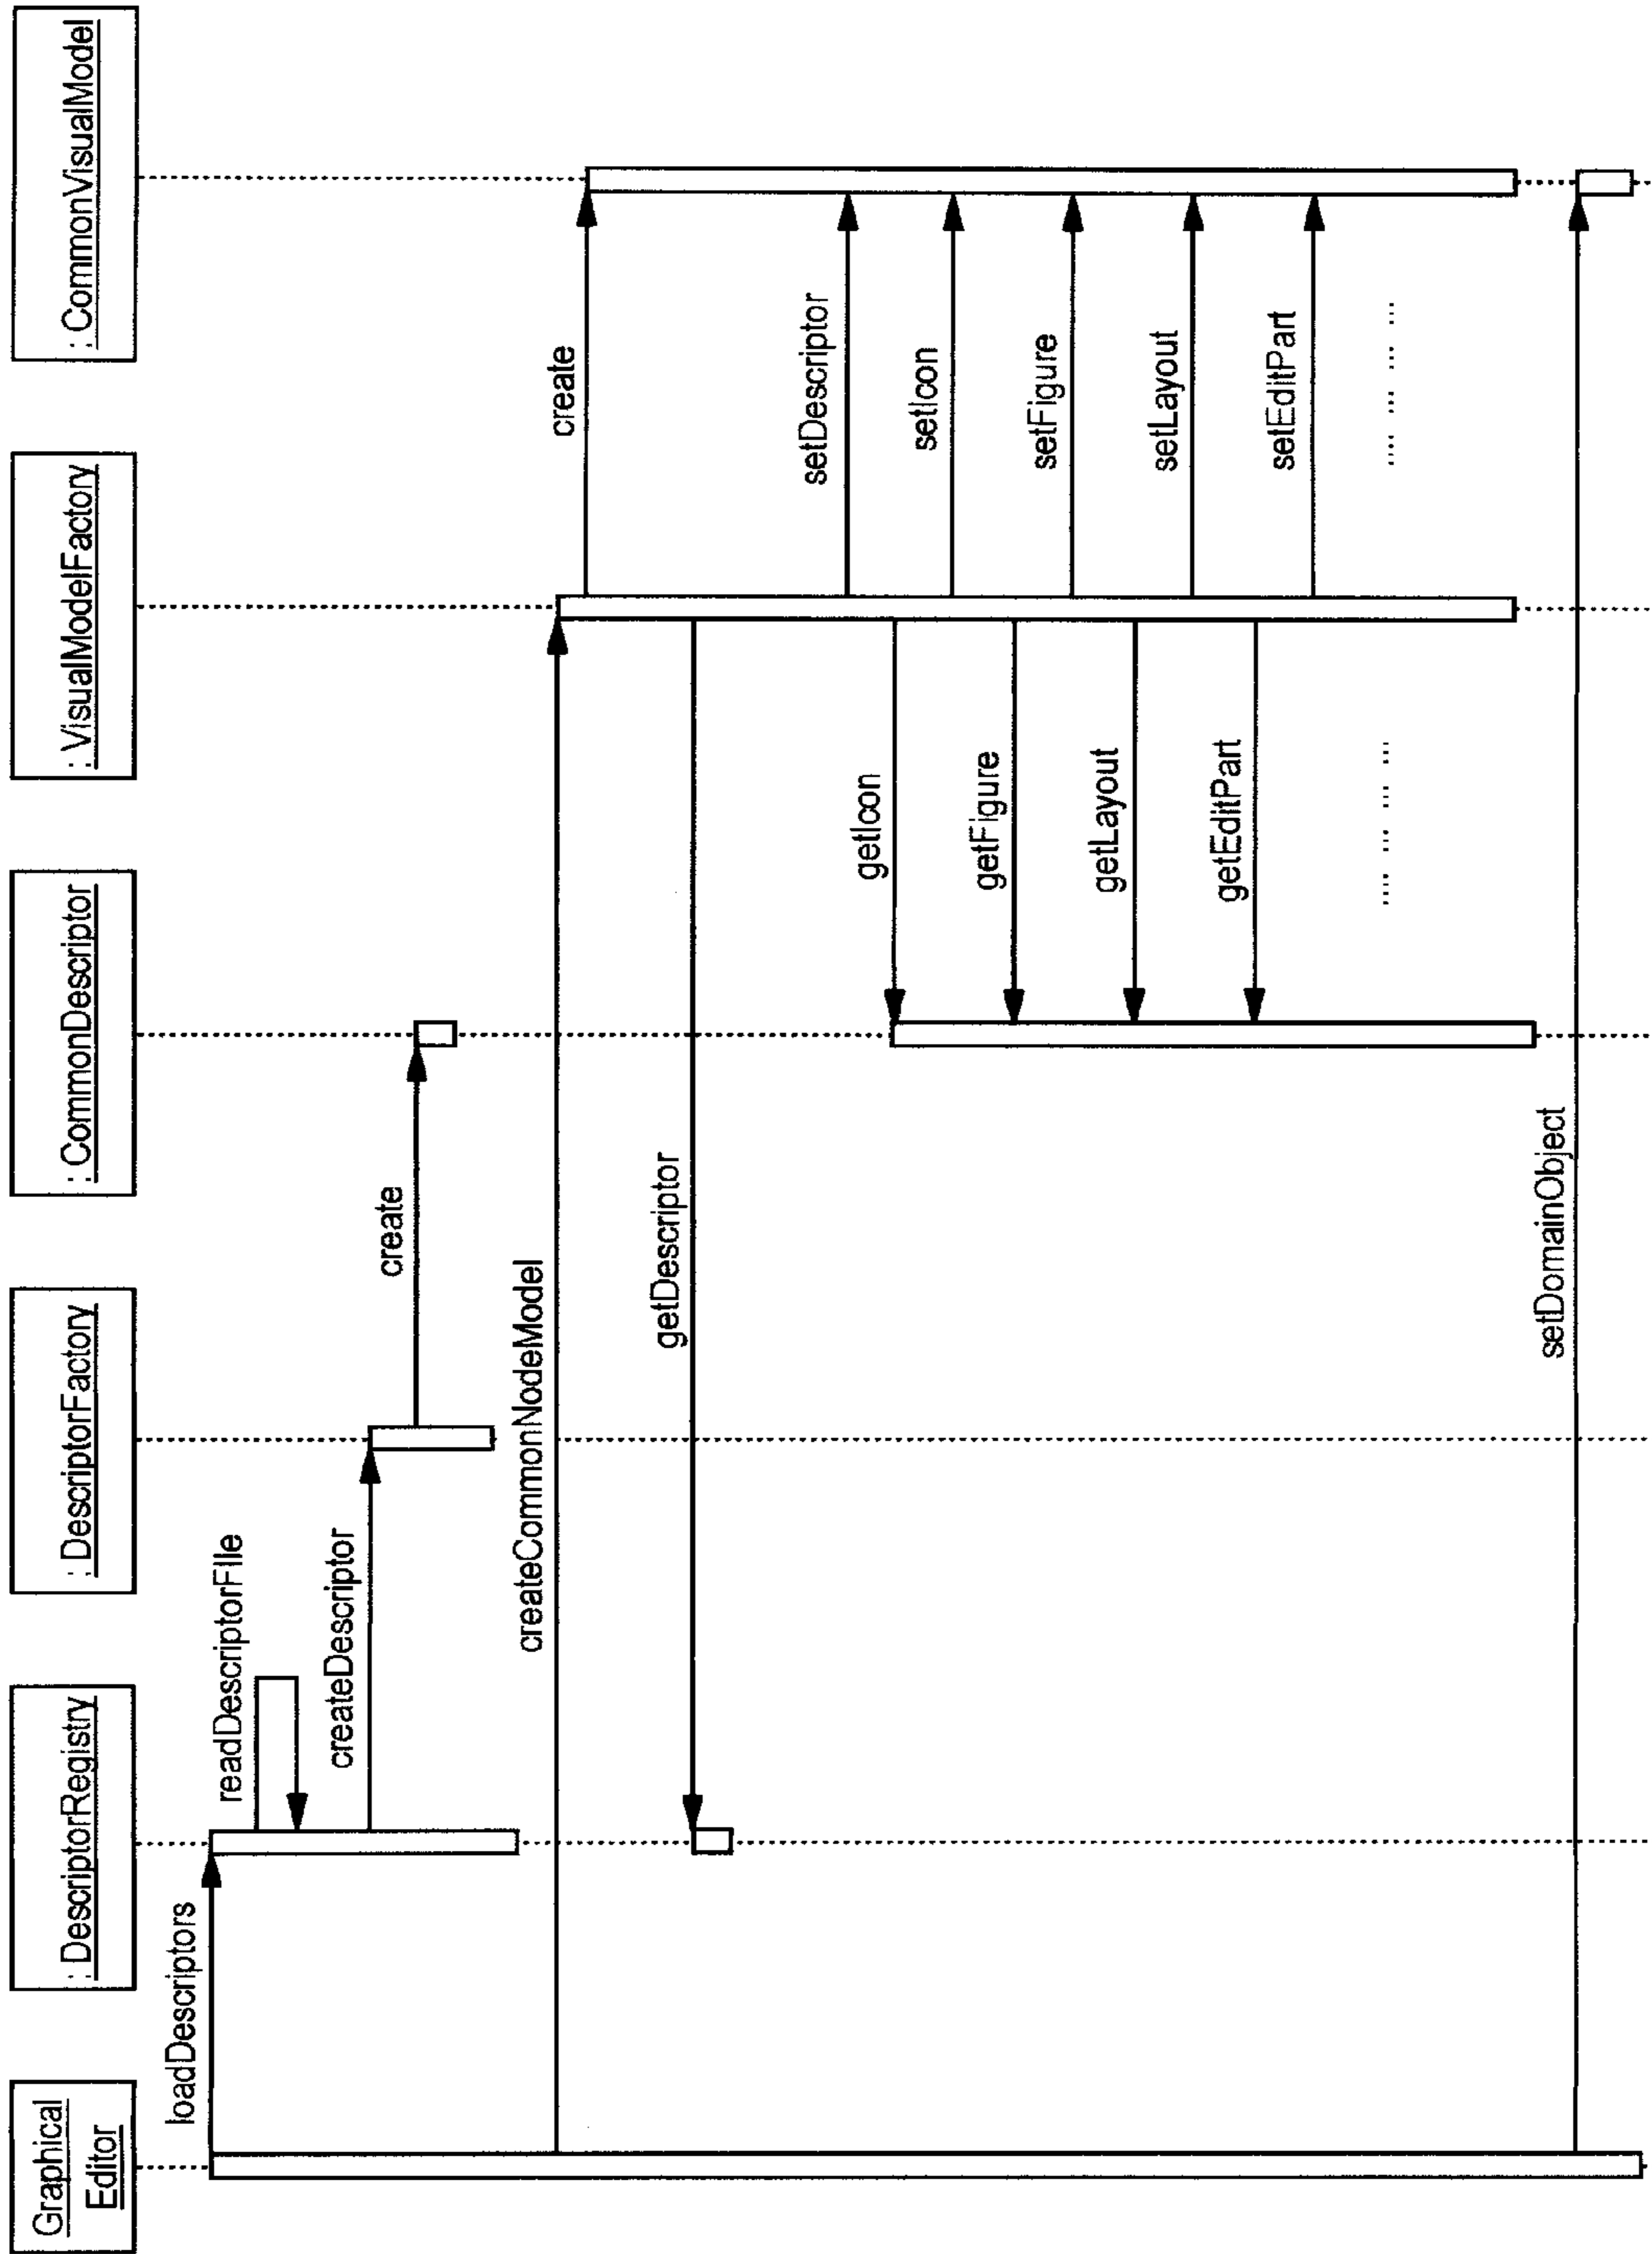 Graphical
Editor
: DescriptorRegistry
: DescriptorFactory
: CommonDescriptor
: VisualModelFactory
: CommonVisualModel
loadDescriptors
readDescriptorFIle
createDescriptor
create
createCommonNodeModel
create
getDescriptor
setDescriptor
getIcon
setIcon
getFigure
setFigure
getLayout
setLayout
getEditPart
setEditPart
.... ... ... ...
.... ... ... ...
setDomainObject